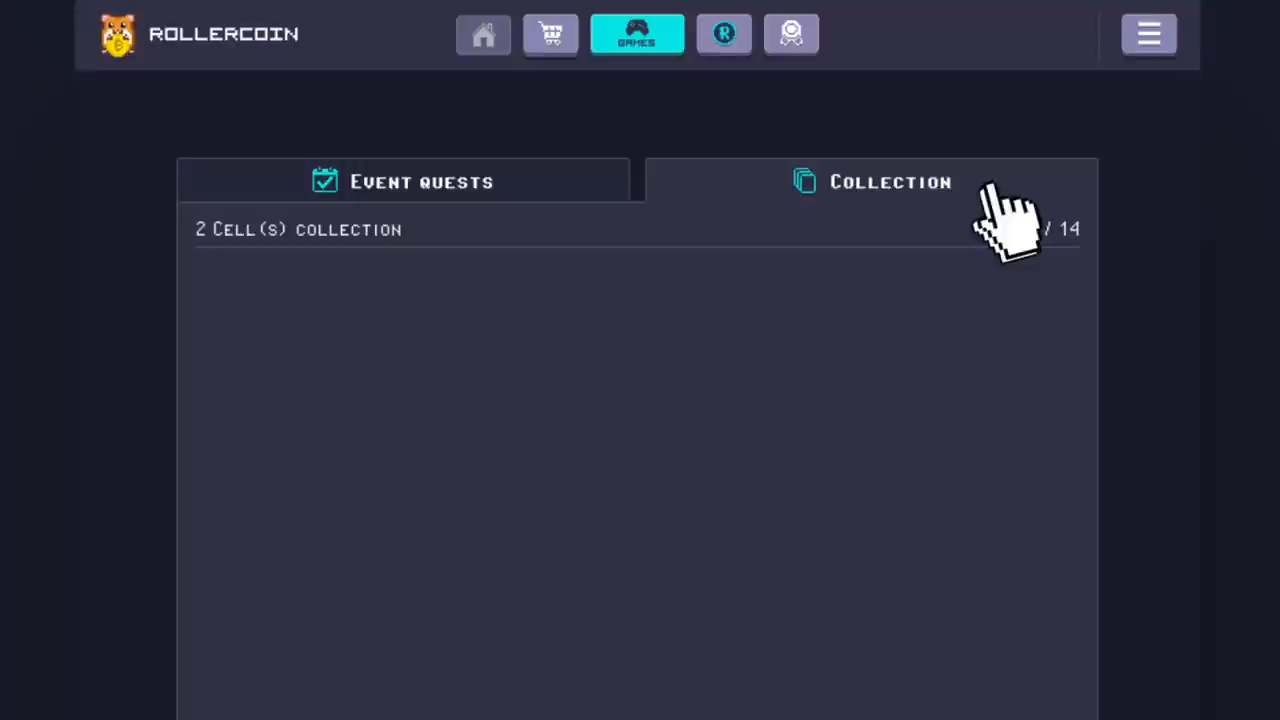 ROLLERCOIN
GAMES
R
EVENT QUESTS
COLLECTION
2 CELL(S) COLLECTION
/ 14